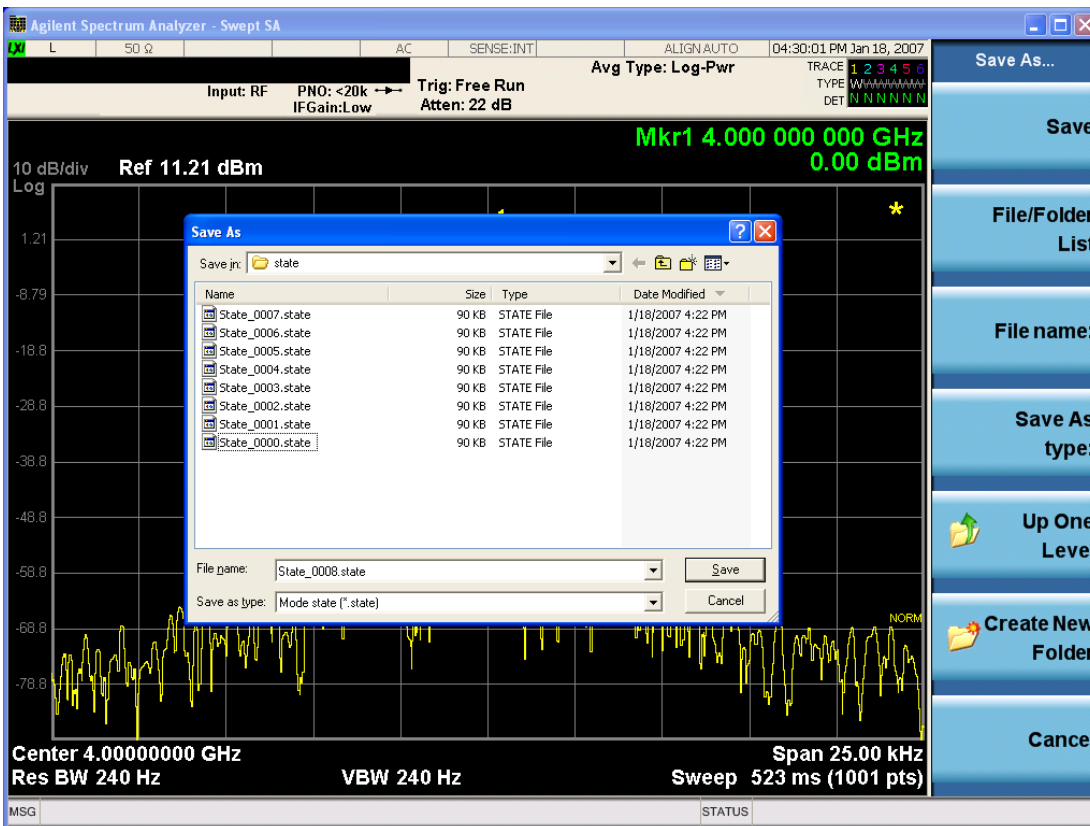 Agilent Spectrum Analyzer - Swept SA
LXI L 50 Ω AC SENSE:INT ALIGNAUTO 04:30:01 PM Jan 18, 2007
Input: RF PNO: <20k Trig: Free Run Avg Type: Log-Pwr TRACE 1 2 3 4 5 6
IFGain:Low Atten: 22 dB TYPE
DET N N N N N N
Mkr1 4.000 000 000 GHz
0.00 dBm
10 dB/div Ref 11.21 dBm
Log
1.21
-8.79
-18.8
-28.8
-38.8
-48.8
-58.8
-68.8
-78.8
NORM
Save As
Save in: state
Name Size Type Date Modified
State_0007.state 90 KB STATE File 1/18/2007 4:22 PM
State_0006.state 90 KB STATE File 1/18/2007 4:22 PM
State_0005.state 90 KB STATE File 1/18/2007 4:22 PM
State_0004.state 90 KB STATE File 1/18/2007 4:22 PM
State_0003.state 90 KB STATE File 1/18/2007 4:22 PM
State_0002.state 90 KB STATE File 1/18/2007 4:22 PM
State_0001.state 90 KB STATE File 1/18/2007 4:22 PM
State_0000.state 90 KB STATE File 1/18/2007 4:22 PM
File name: State_0008.state Save
Save as type: Mode state (*.state) Cancel
Center 4.00000000 GHz Span 25.00 kHz
Res BW 240 Hz VBW 240 Hz Sweep 523 ms (1001 pts)
MSG STATUS
Save As...
Save
File/Folder
List
File name:
Save As
type:
Up One
Leve
Create New
Folder
Cance